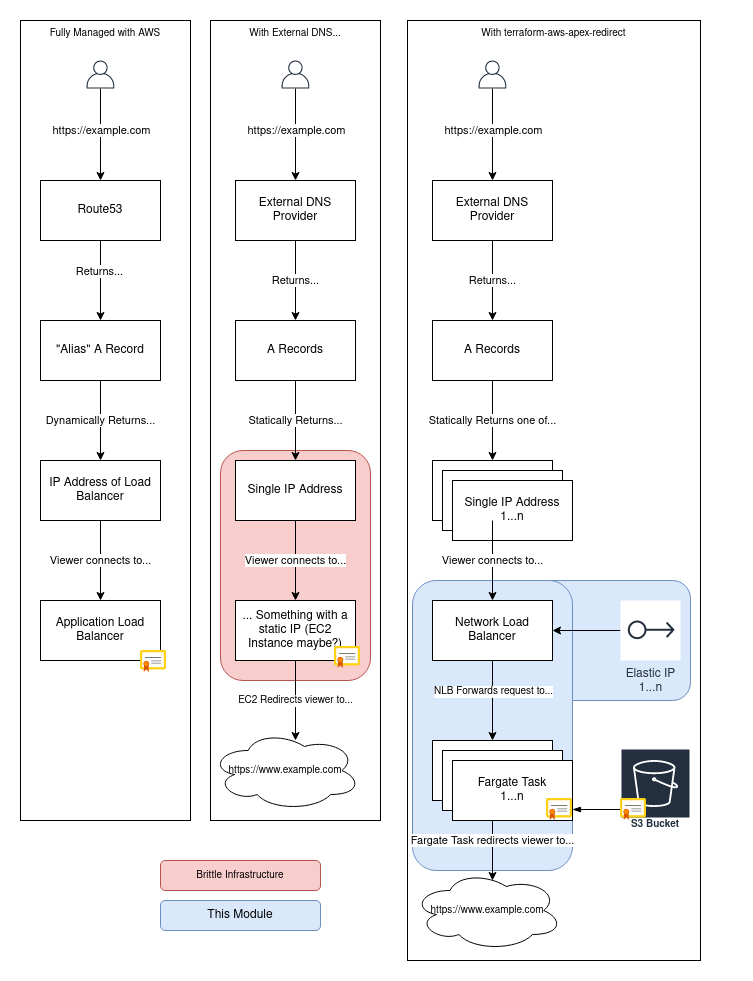 Fully Managed with AWS
https://example.com
Route53
Returns...
"Alias" A Record
Dynamically Returns...
IP Address of Load
Balancer
Viewer connects to...
Application Load
Balancer
With External DNS...
https://example.com
External DNS
Provider
Returns...
A Records
Statically Returns...
Single IP Address
Viewer connects to...
... Something with a
static IP (EC2
Instance maybe?)
EC2 Redirects viewer to...
https://www.example.com
With terraform-aws-apex-redirect
https://example.com
External DNS
Provider
Returns...
A Records
Statically Returns one of...
Single IP Address
1...n
Viewer connects to...
Network Load
Balancer
Elastic IP
1...n
NLB Forwards request to...
Fargate Task
1...n
S3 Bucket
Fargate Task redirects viewer to...
https://www.example.com
Brittle Infrastructure
This Module